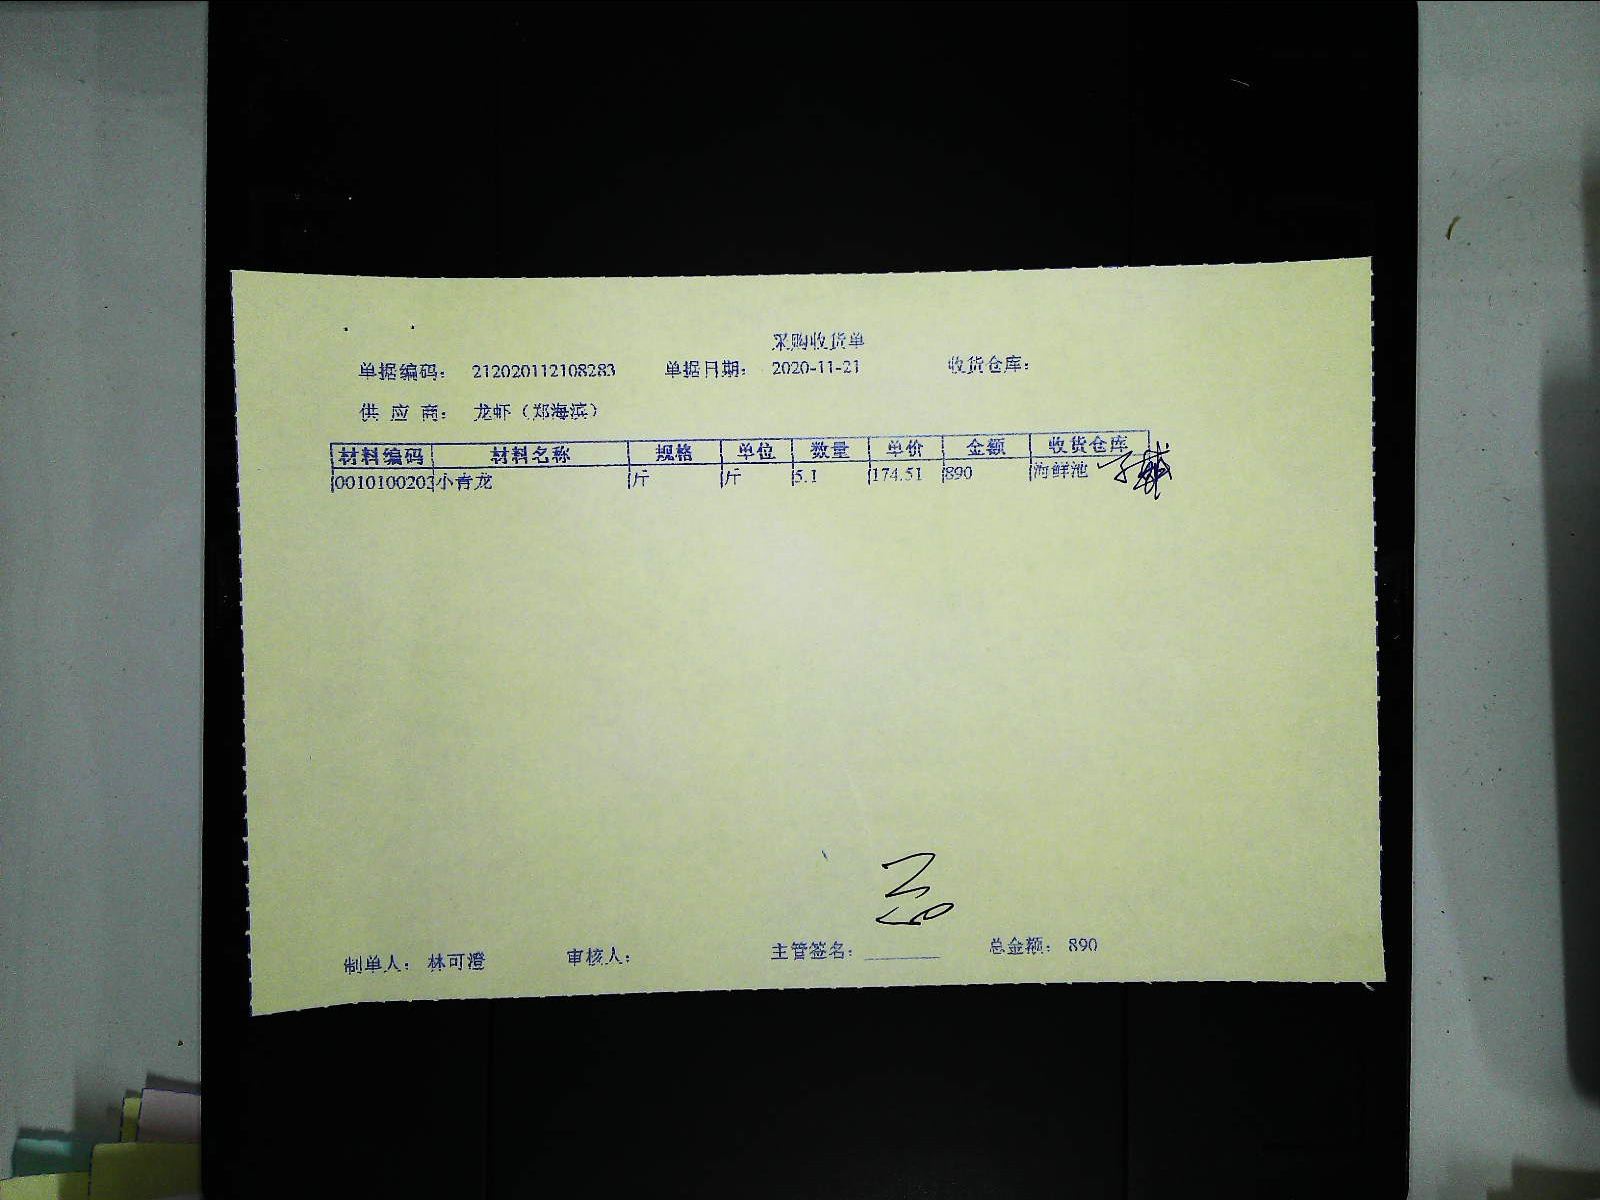 采购收货单
单据编码： 212020112108283 单据日期： 2020-11-21 收货仓库：
供 应 商： 龙虾（郑海滨）
材料编码 材料名称 规格 单位 数量 单价 金额 收货仓库
0010100203 小青龙 斤 斤 5.1 174.51 890 海鲜池
制单人： 林可澄 审核人： 主管签名： 总金额： 890